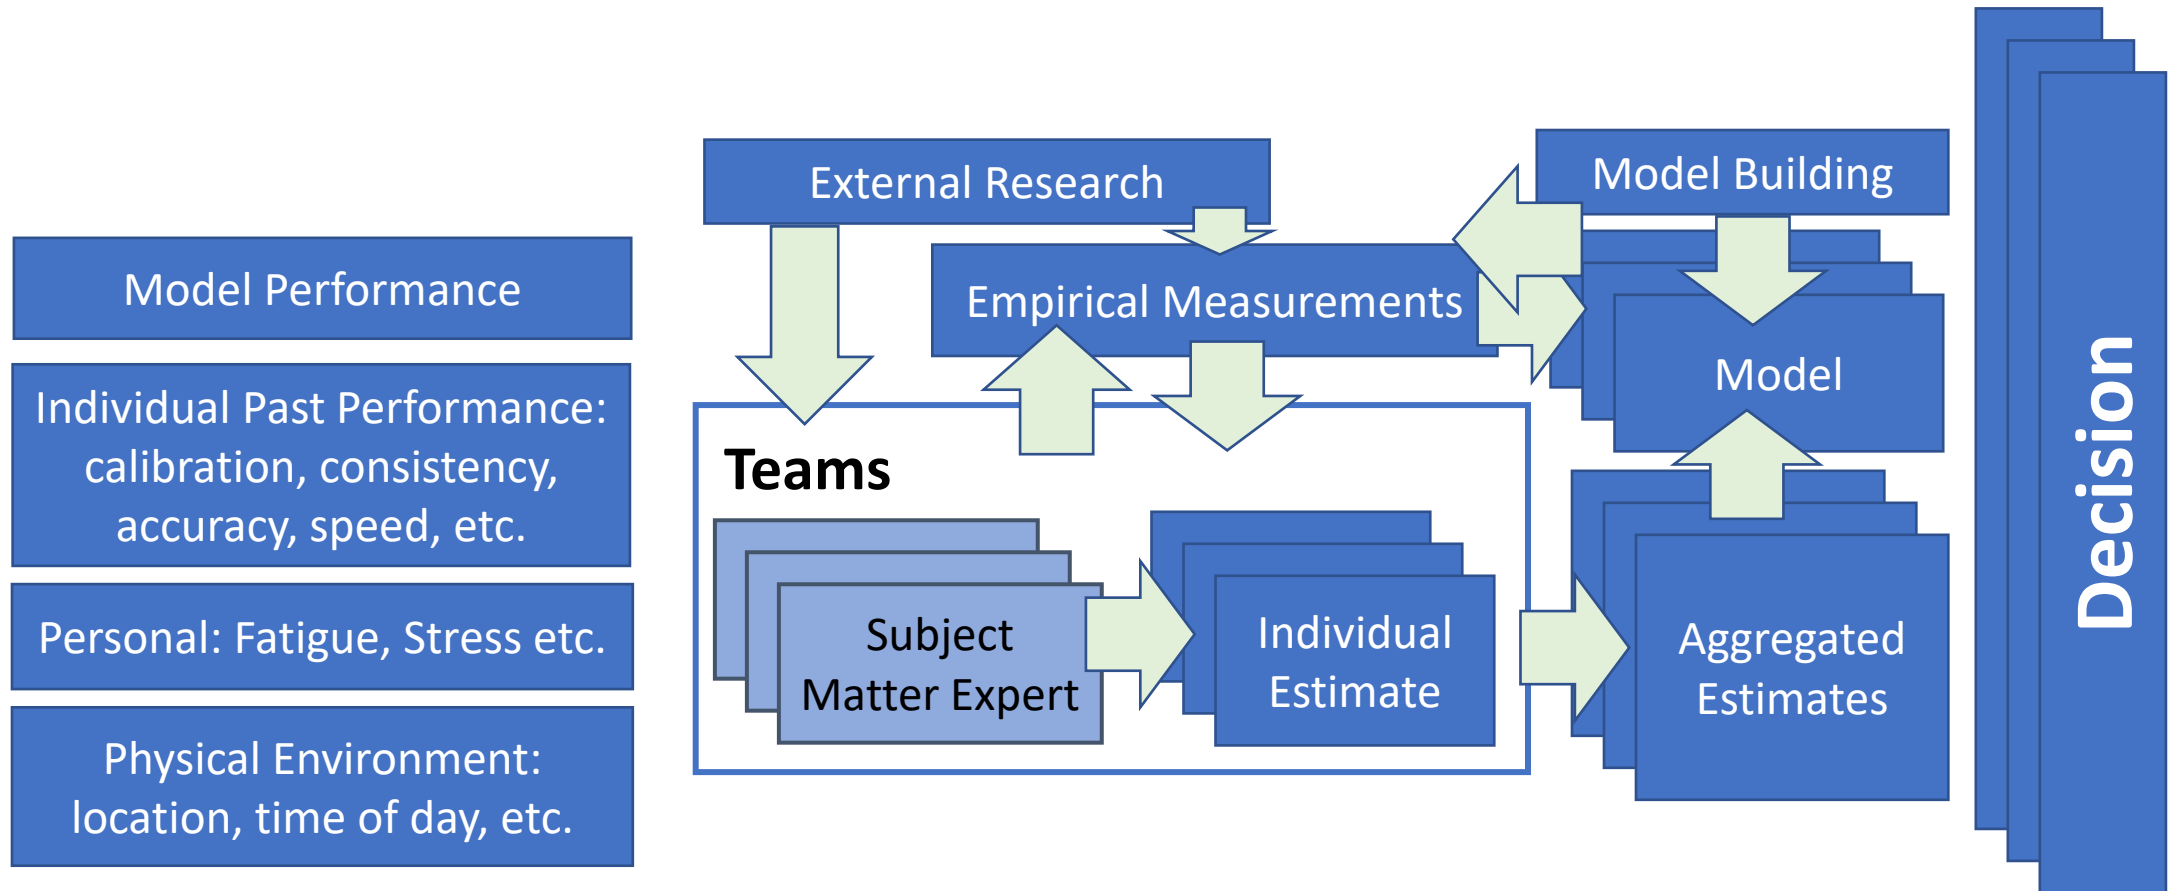 Model Performance
Individual Past Performance:
calibration, consistency,
accuracy, speed, etc.
Personal: Fatigue, Stress etc.
Physical Environment:
location, time of day, etc.
External Research
Empirical Measurements
Teams
Subject
Matter Expert
Individual
Estimate
Model Building
Model
Aggregated
Estimates
Decision